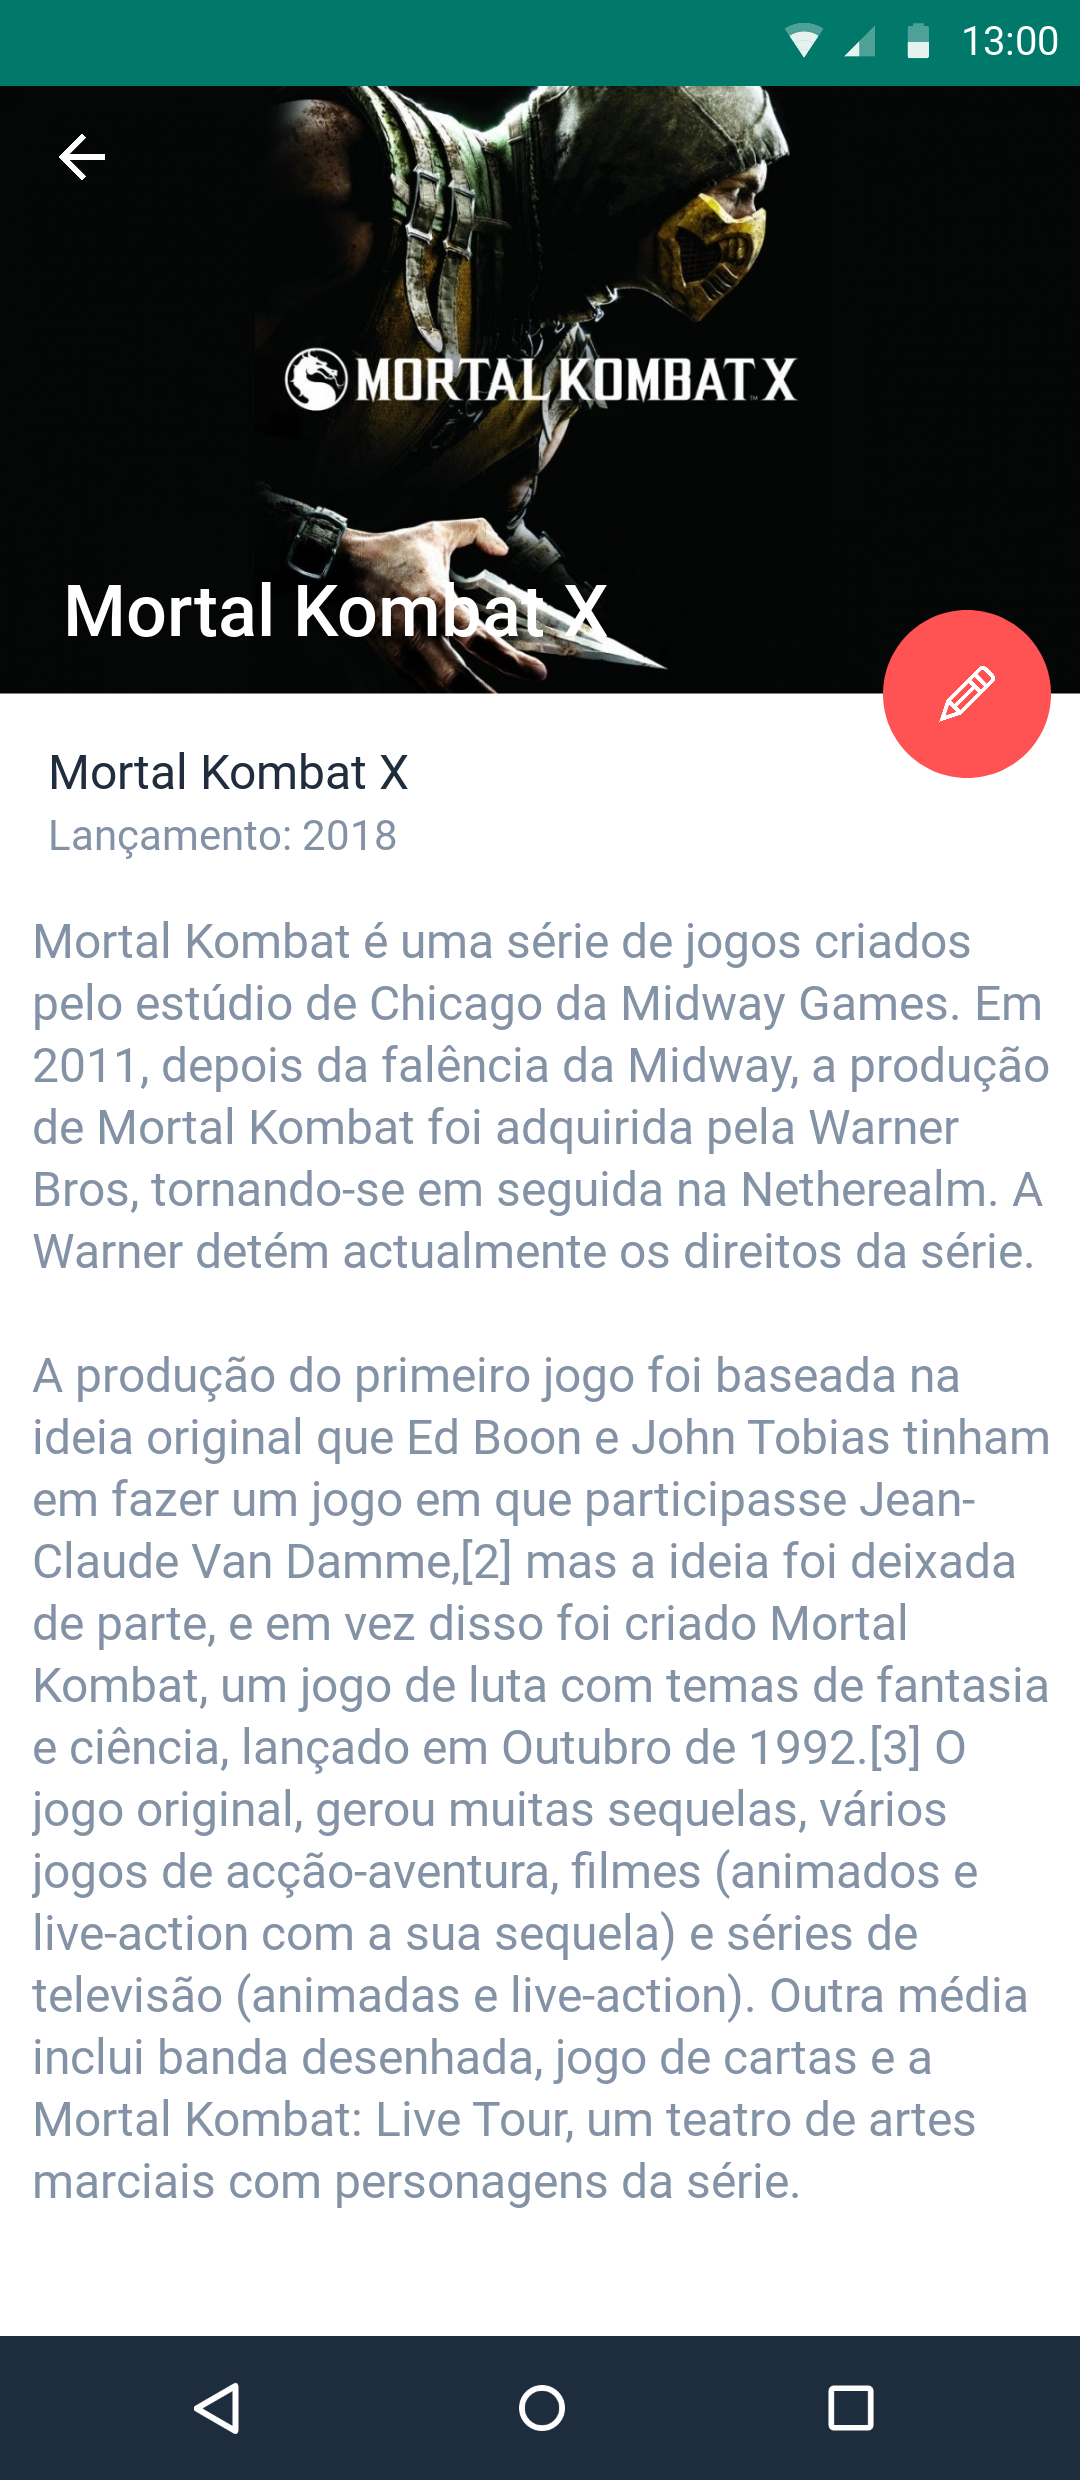 13:00
MORTAL KOMBAT X
Mortal Kombat X
Mortal Kombat X
Lançamento: 2018
Mortal Kombat é uma série de jogos criados
pelo estúdio de Chicago da Midway Games. Em
2011, depois da falência da Midway, a produção
de Mortal Kombat foi adquirida pela Warner
Bros, tornando-se em seguida na Netherealm. A
Warner detém actualmente os direitos da série.
A produção do primeiro jogo foi baseada na
ideia original que Ed Boon e John Tobias tinham
em fazer um jogo em que participasse Jean-
Claude Van Damme,[2] mas a ideia foi deixada
de parte, e em vez disso foi criado Mortal
Kombat, um jogo de luta com temas de fantasia
e ciência, lançado em Outubro de 1992.[3] O
jogo original, gerou muitas sequelas, vários
jogos de acção-aventura, filmes (animados e
live-action com a sua sequela) e séries de
televisão (animadas e live-action). Outra média
inclui banda desenhada, jogo de cartas e a
Mortal Kombat: Live Tour, um teatro de artes
marciais com personagens da série.